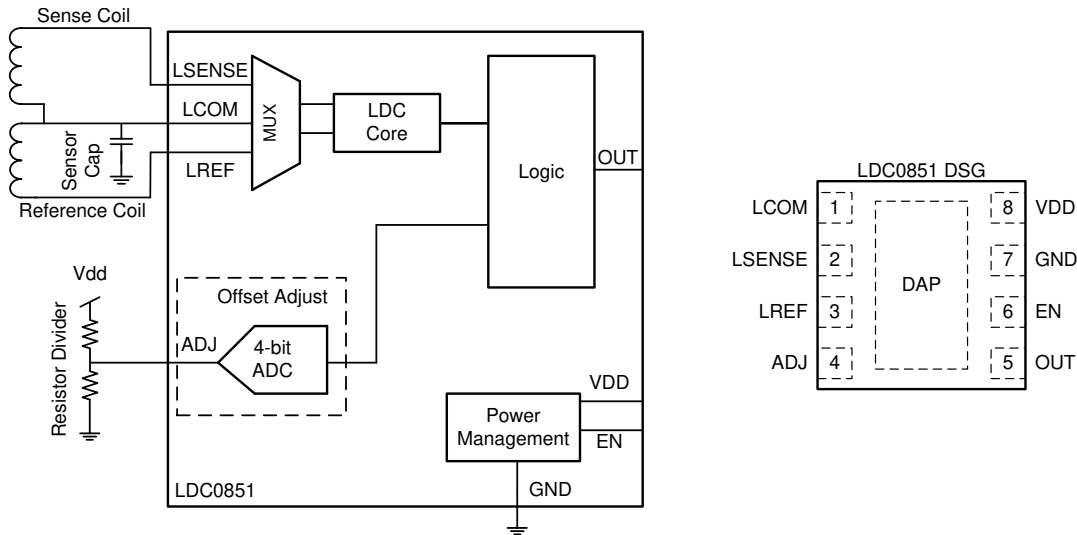 Sense Coil
LSENSE
LCOM
LREF
MUX
LDC
Core
Logic
OUT
Sensor
Cap
Reference Coil
Vdd
Resistor Divider
Offset Adjust
ADJ
4-bit
ADC
VDD
Power
Management
EN
GND
LDC0851
LDC0851 DSG
LCOM 1 8 VDD
LSENSE 2 7 GND
DAP
LREF 3 6 EN
ADJ 4 5 OUT